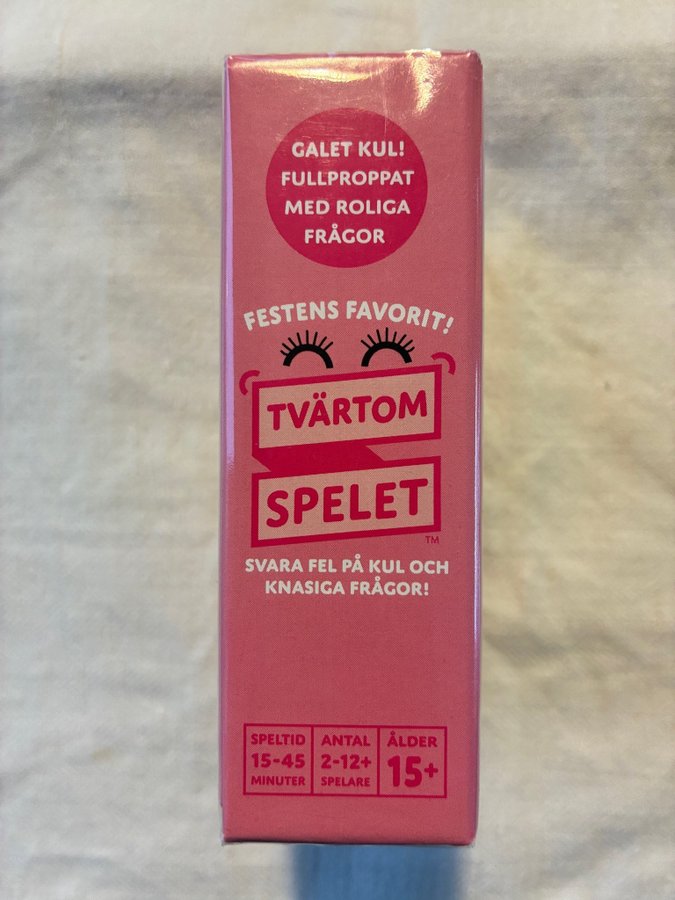 GALET KUL!
FULLPROPPAT
MED ROLIGA
FRÅGOR
FESTENS FAVORIT!
TVÄRTOM
SPELET
TM
SVARA FEL PÅ KUL OCH
KNASIGA FRÅGOR!
SPELTID
15-45
MINUTER
ANTAL
2-12+
SPELARE
ÅLDER
15+